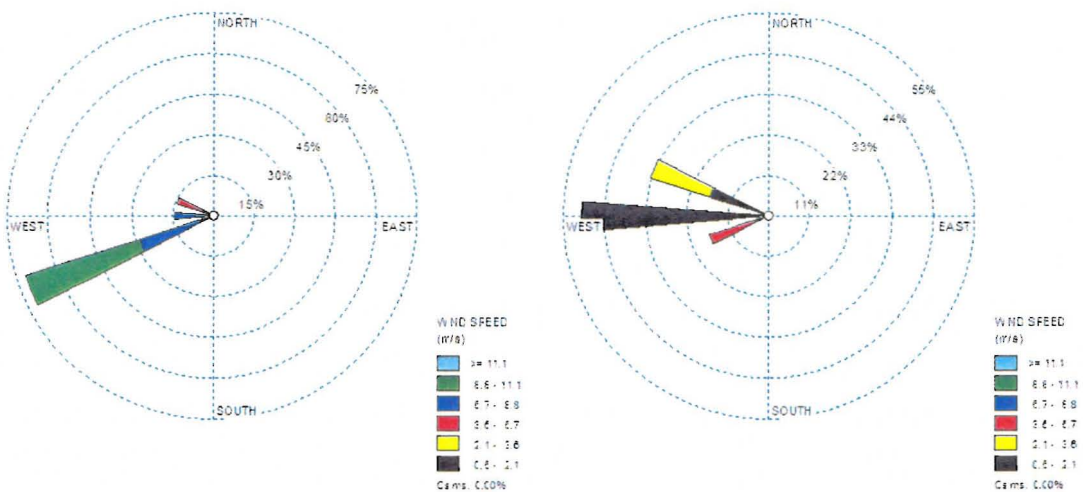 NORTH
75%
60%
45%
30%
15%
WEST
EAST
SOUTH
WIND SPEED
(m/s)
>= 11.1
8.8 - 11.1
5.7 - 8.8
3.6 - 5.7
2.1 - 3.6
0.5 - 2.1
Calms: 0.00%
NORTH
55%
44%
33%
22%
11%
WEST
EAST
SOUTH
WIND SPEED
(m/s)
>= 11.1
8.8 - 11.1
5.7 - 8.8
3.6 - 5.7
2.1 - 3.6
0.5 - 2.1
Calms: 0.00%